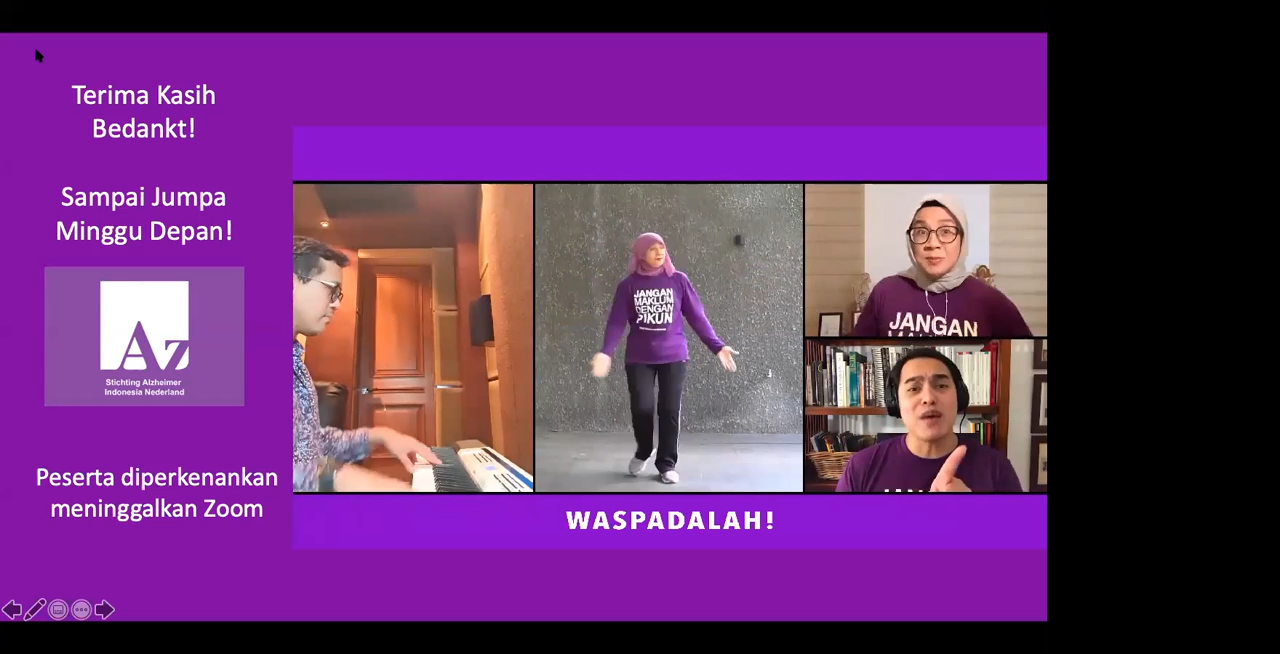 Terima Kasih
Bedankt!
Sampai Jumpa
Minggu Depan!
AZ
Stichting Alzheimer
Indonesia Nederland
Peserta diperkenankan
meninggalkan Zoom
JANGAN
MAKLUM
DENGAN
PIKUN
JANGAN
WASPADALAH!